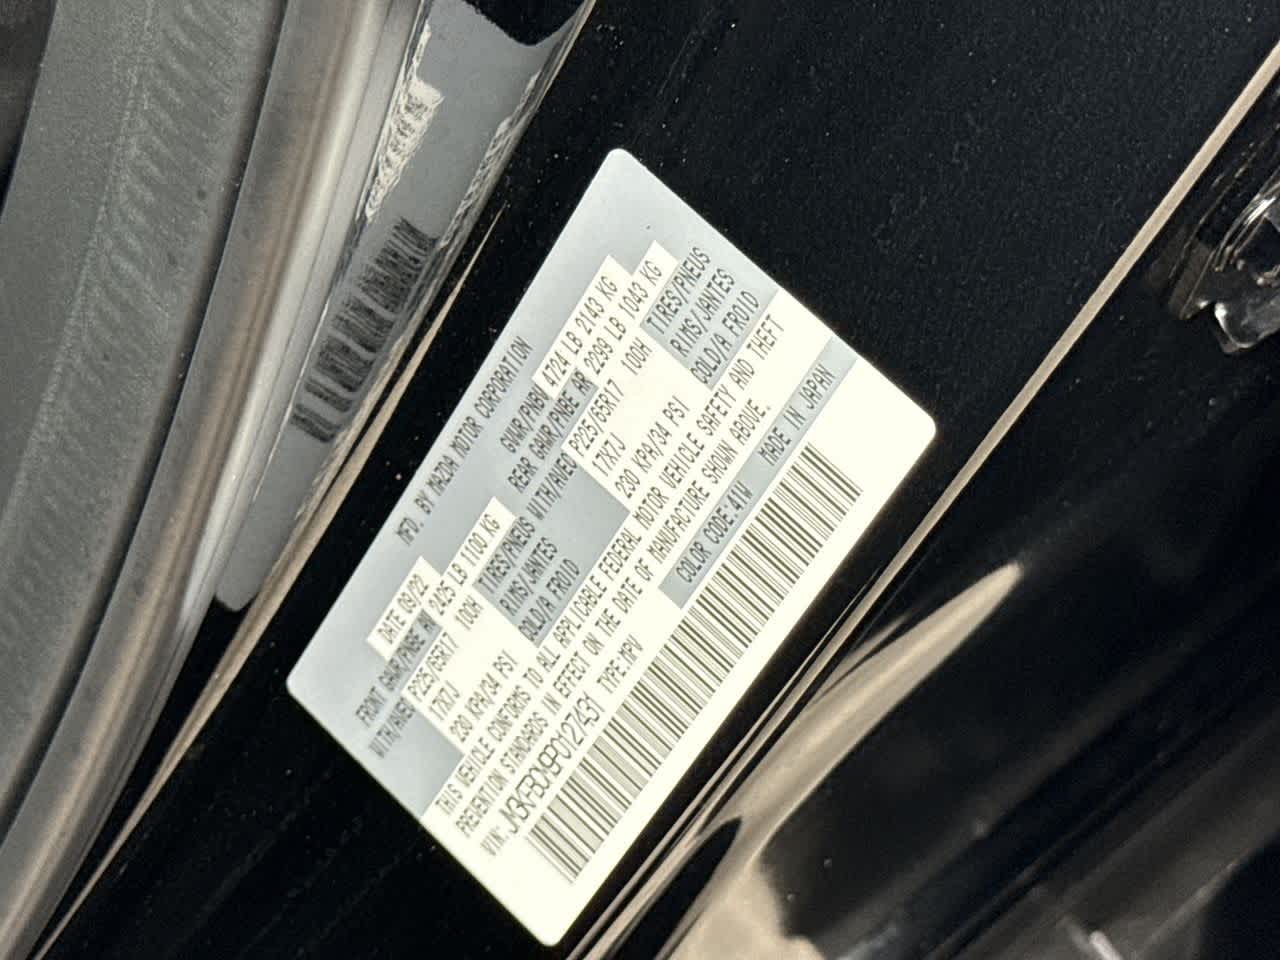 MFD. BY MAZDA MOTOR CORPORATION
DATE 09/22 GVWR/PNBV 4724 LB 2143 KG
FRONT GAWR/PNBE AV 2425 LB 1100 KG REAR GAWR/PNBE AR 2299 LB 1043 KG
WITH/AVEC P225/65R17 100H TIRES/PNEUS WITH/AVEC P225/65R17 100H TIRES/PNEUS
17X7J RIMS/JANTES 17X7J RIMS/JANTES
230 KPA/34 PSI COLD/A FROID 230 KPA/34 PSI COLD/A FROID
THIS VEHICLE CONFORMS TO ALL APPLICABLE FEDERAL MOTOR VEHICLE SAFETY AND THEFT
PREVENTION STANDARDS IN EFFECT ON THE DATE OF MANUFACTURE SHOWN ABOVE.
VIN: JM3KFBCM9P0127431 TYPE:MPV COLOR CODE:41W MADE IN JAPAN